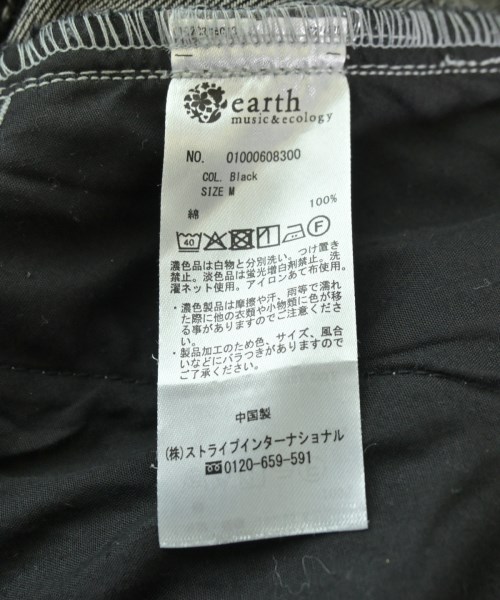 earth
music&ecology
NO. 01000608300
COL. Black
SIZE M
綿 100%
40
F
濃色品は白物と分別洗い。つけ置き
禁止。淡色品は蛍光増白剤禁止。洗
濯ネット使用。アイロンあて布使用。
・濃色製品は摩擦や汗、雨等で濡れ
た際に他の衣類や小物類に色が移
る事がありますのでご注意くださ
い。
・製品加工のため色、サイズ、風合
いなどにバラつきがありますので
ご了承ください。
中国製
(株)ストライプインターナショナル
0120-659-591